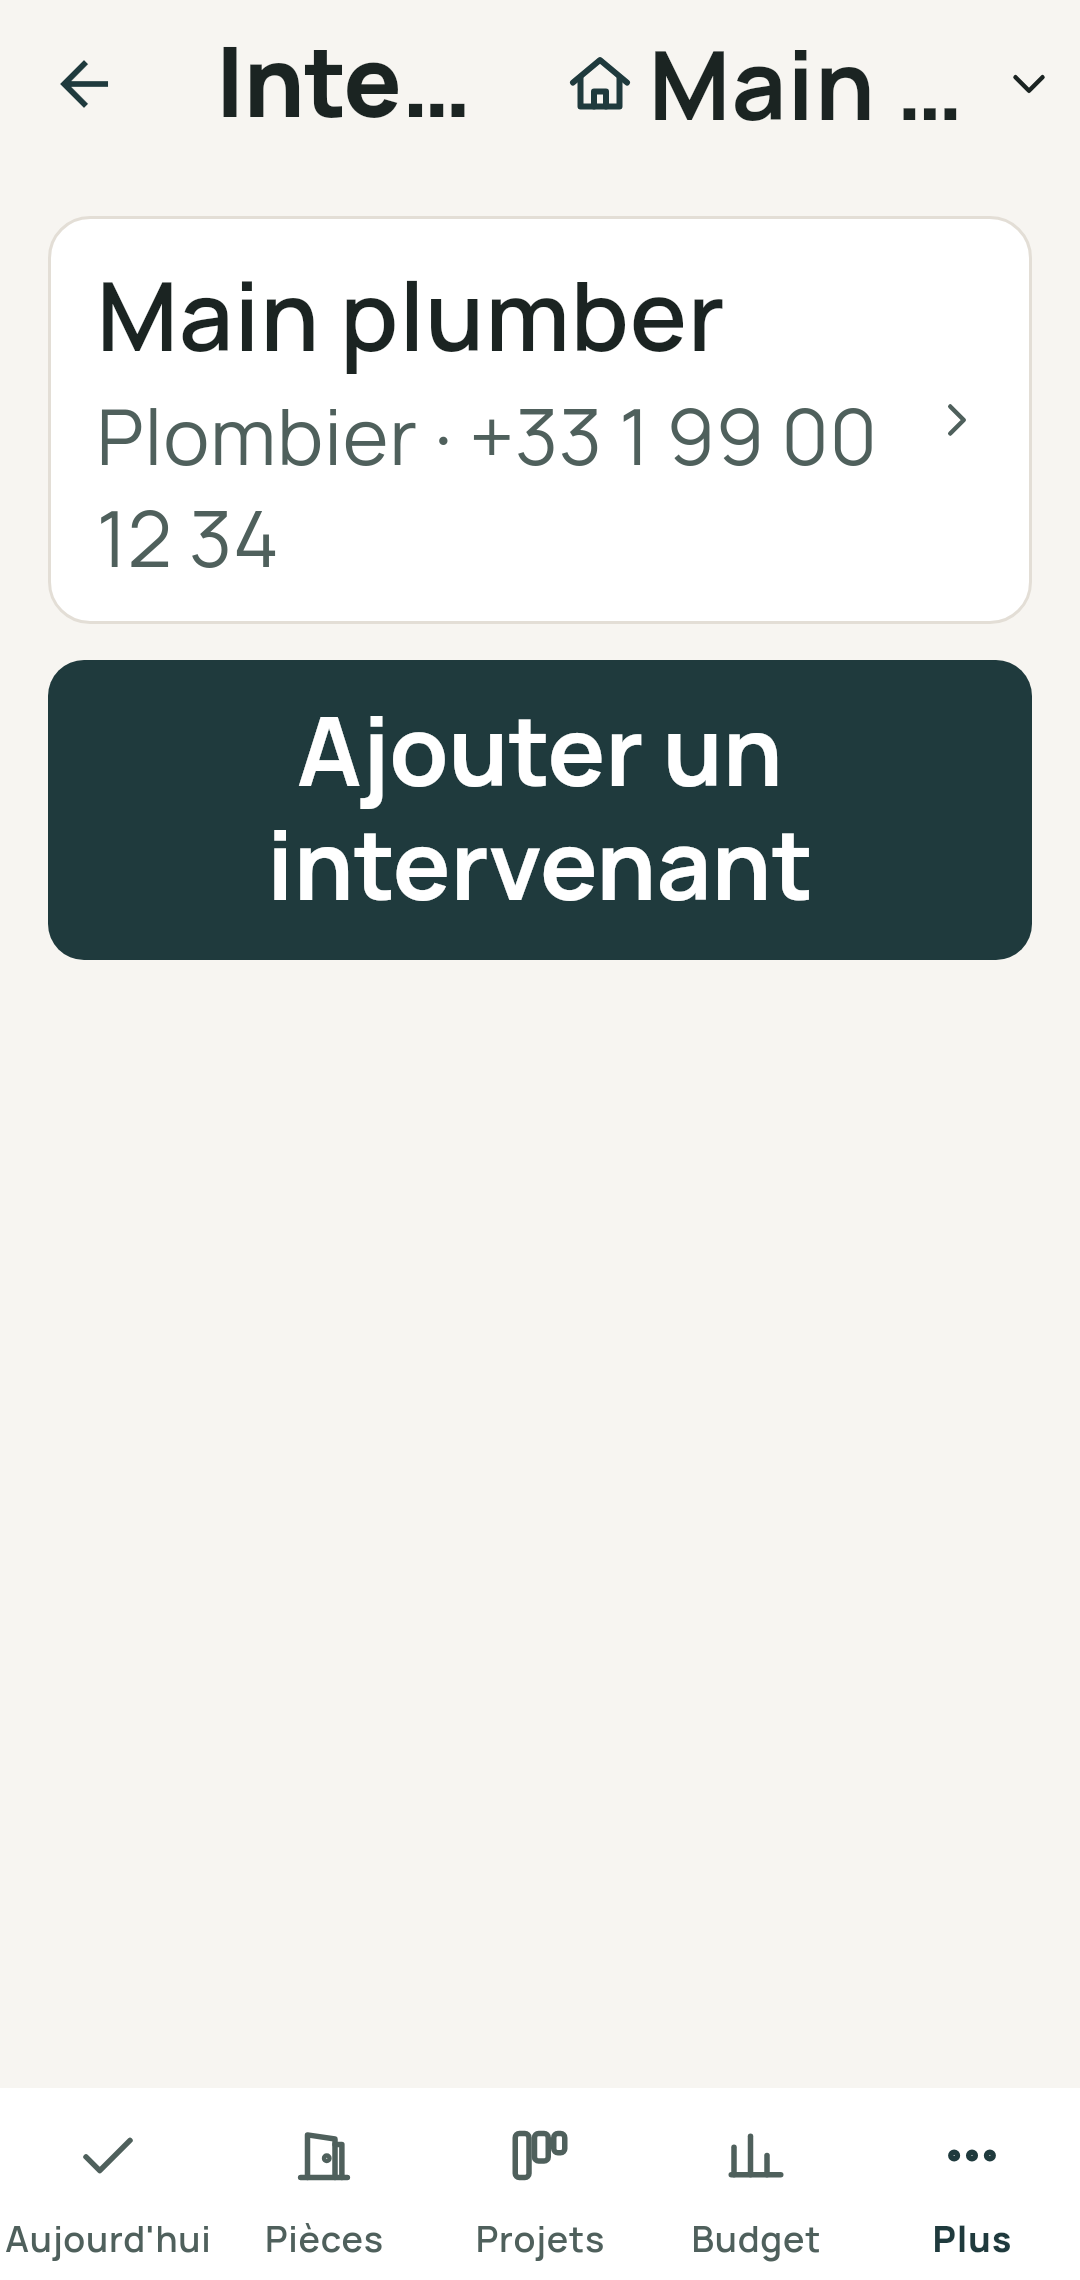 Inte...
Main ...
Main plumber
Plombier · +33 1 99 00
12 34
Ajouter un
intervenant
Aujourd'hui
Pièces
Projets
Budget
Plus